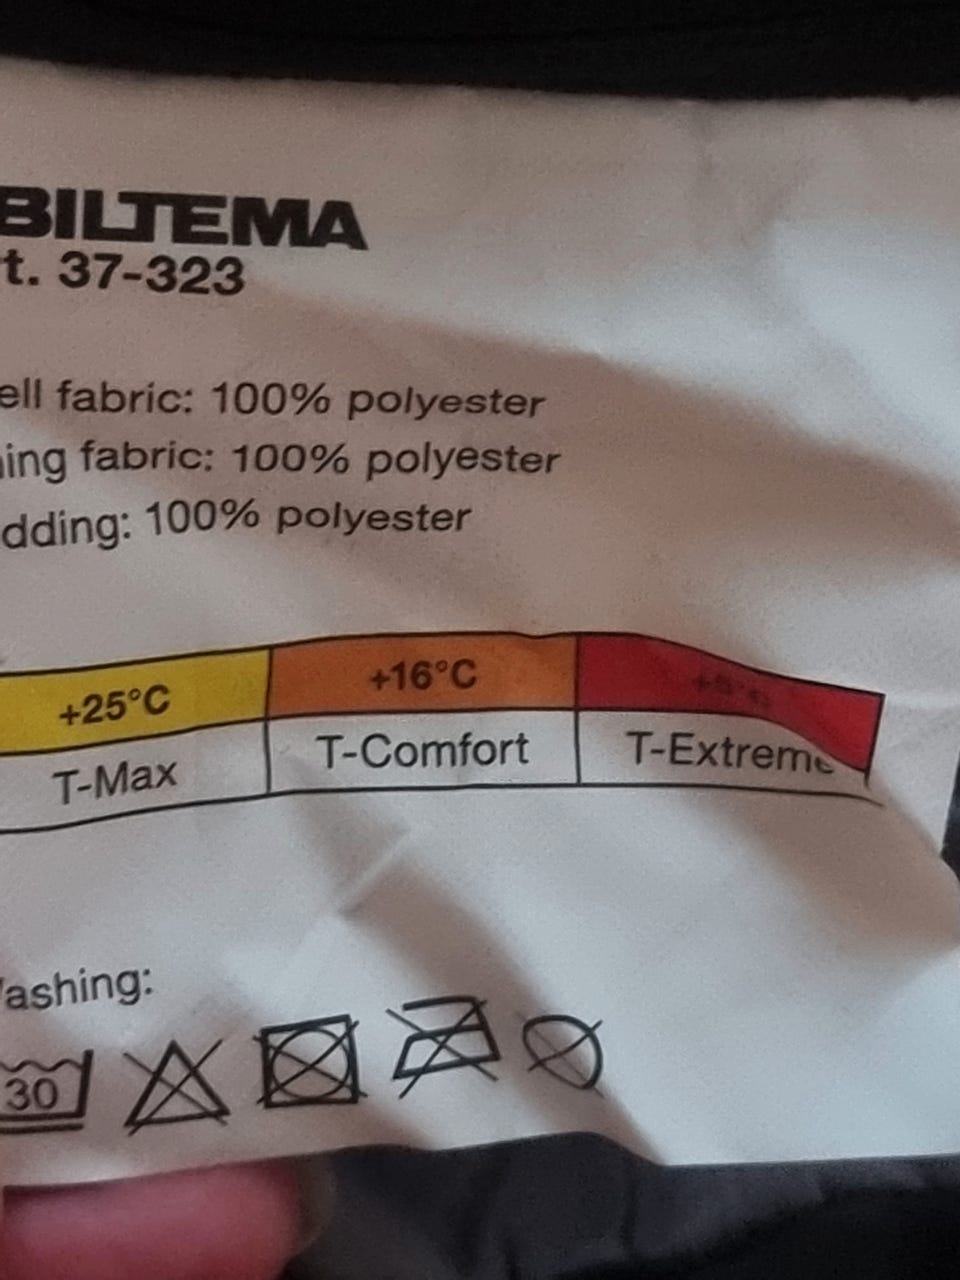 BILTEMA
t. 37-323
ell fabric: 100% polyester
ing fabric: 100% polyester
dding: 100% polyester
+25°C +16°C
T-Max T-Comfort T-Extreme
ashing:
30